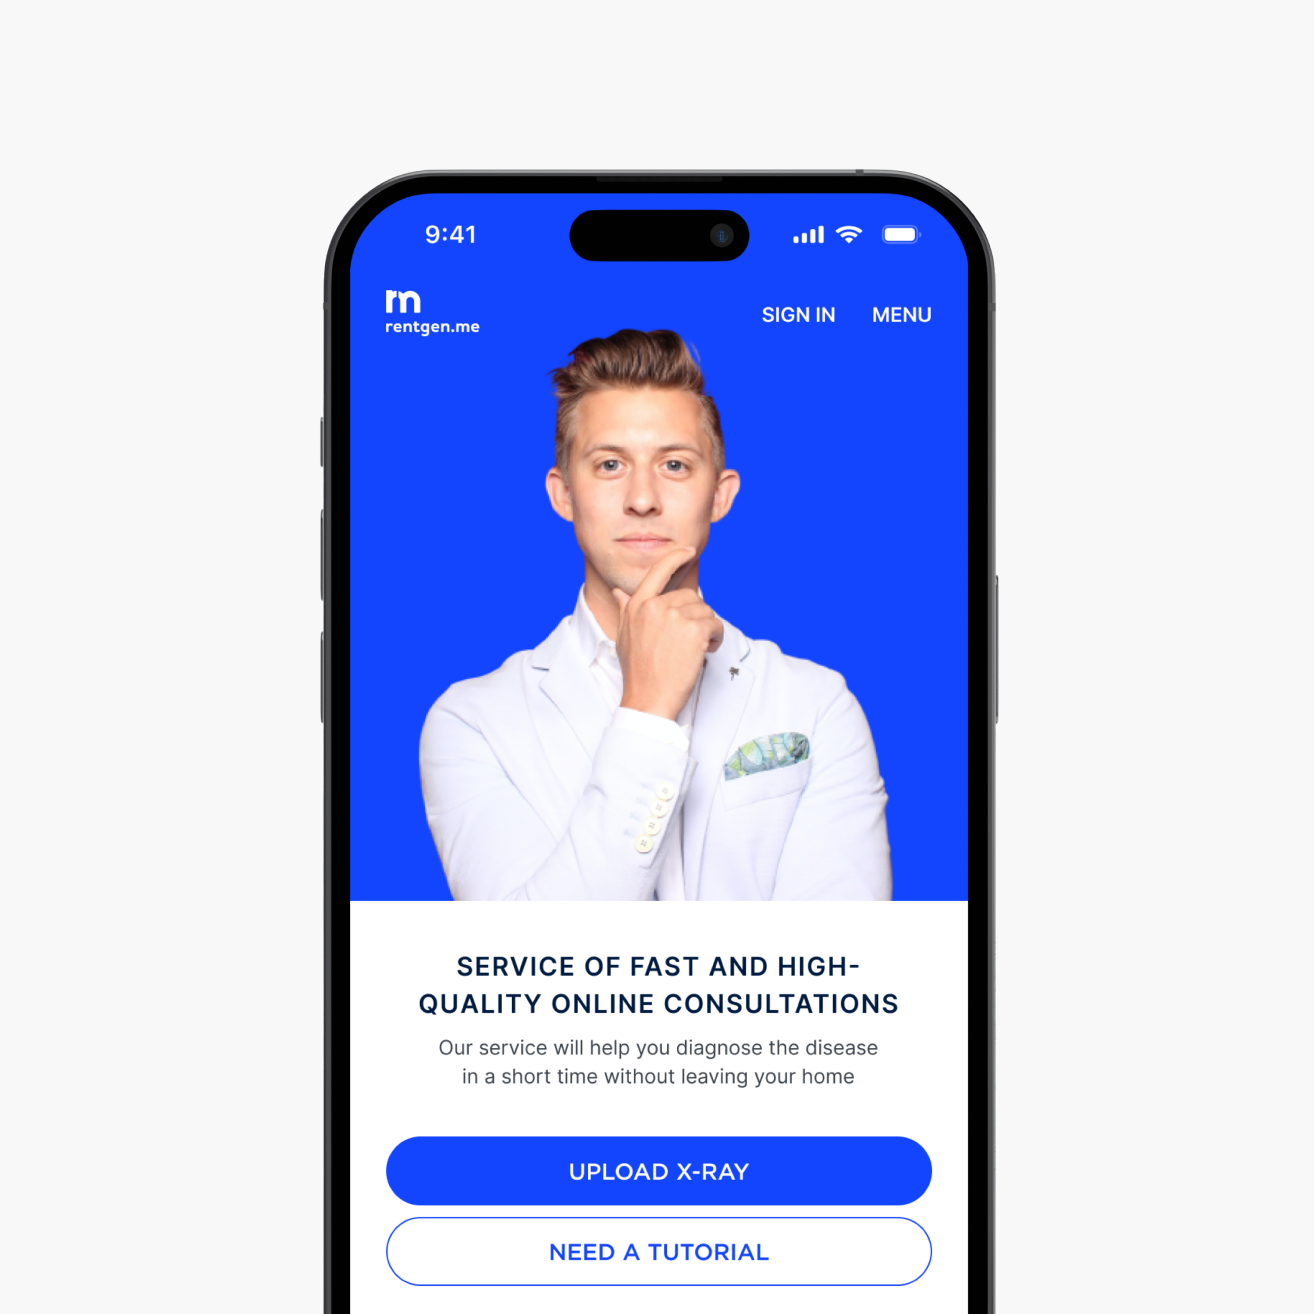 9:41
rentgen.me
SIGN IN MENU
SERVICE OF FAST AND HIGH-
QUALITY ONLINE CONSULTATIONS
Our service will help you diagnose the disease
in a short time without leaving your home
UPLOAD X-RAY
NEED A TUTORIAL